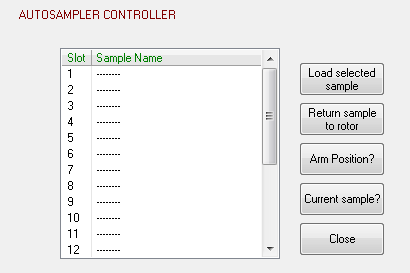 AUTOSAMPLER CONTROLLER
Slot Sample Name
1 --------
2 --------
3 --------
4 --------
5 --------
6 --------
7 --------
8 --------
9 --------
10 --------
11 --------
12 --------
Load selected
sample
Return sample
to rotor
Arm Position?
Current sample?
Close